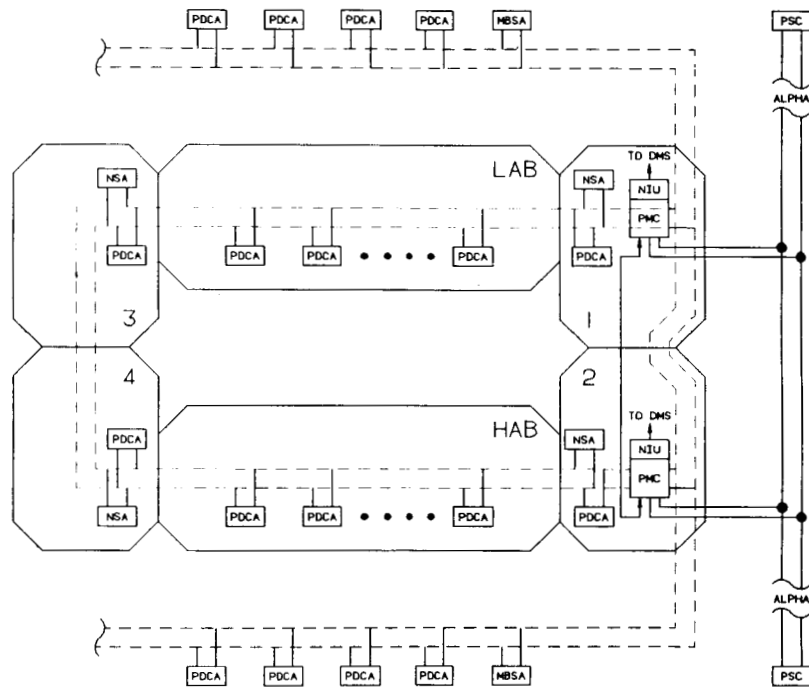 PDCA PDCA PDCA PDCA MBSA PSC
ALPHA
TO DMS
LAB
NSA NSA NIU
PMC
PDCA PDCA PDCA PDCA PDCA
3 1
4 2
TO DMS
PDCA HAB NSA NIU
PMC
NSA PDCA PDCA PDCA PDCA
ALPHA
PDCA PDCA PDCA PDCA MBSA PSC